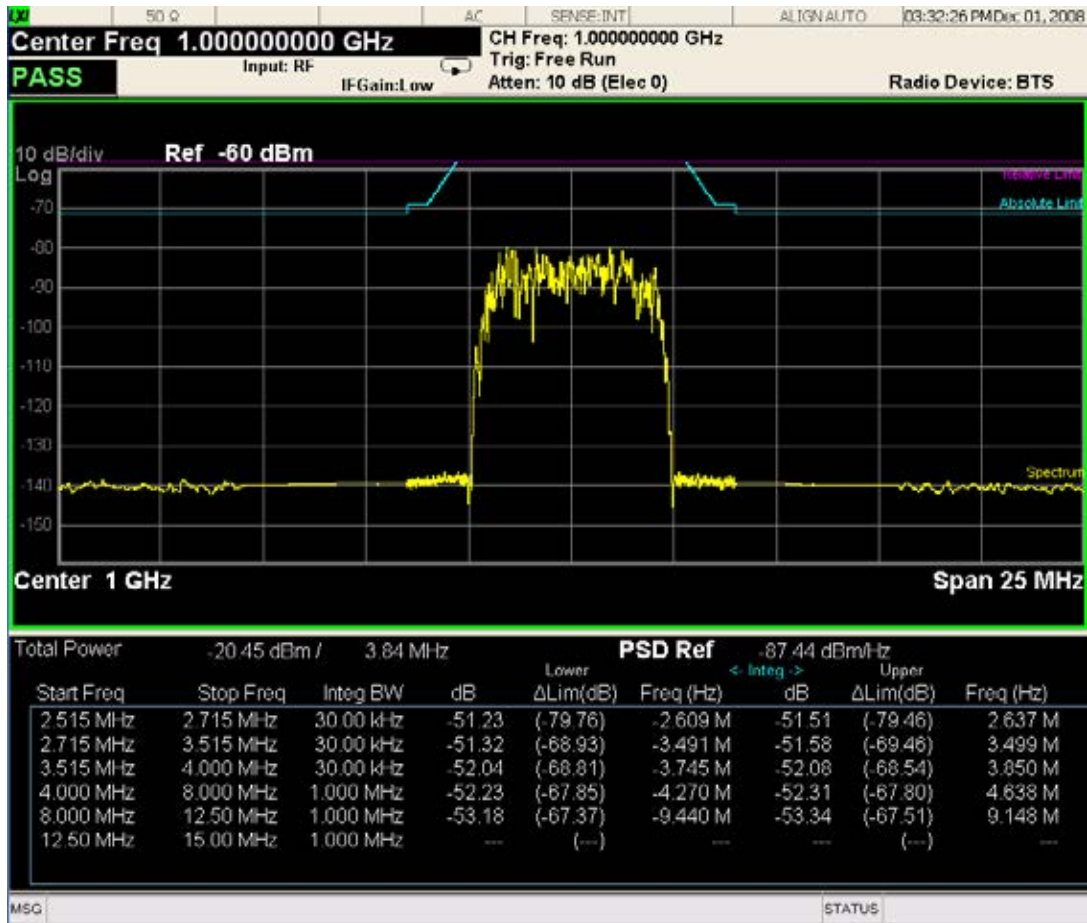 LXI 50 Ω AC SENSE:INT ALIGN AUTO 03:32:26 PM Dec 01, 2008
Center Freq 1.000000000 GHz CH Freq: 1.000000000 GHz
Input: RF Trig: Free Run
PASS IFGain:Low Atten: 10 dB (Elec 0) Radio Device: BTS
10 dB/div Ref -60 dBm
Log Relative Limit
-70 Absolute Limit
-80
-90
-100
-110
-120
-130
Spectrum
-140
-150
Center 1 GHz Span 25 MHz
Total Power -20.45 dBm / 3.84 MHz PSD Ref -87.44 dBm/Hz
Lower <- Integ -> Upper
Start Freq Stop Freq Integ BW dB ΔLim(dB) Freq (Hz) dB ΔLim(dB) Freq (Hz)
2.515 MHz 2.715 MHz 30.00 kHz -51.23 (-79.76) -2.609 M -51.51 (-79.46) 2.637 M
2.715 MHz 3.515 MHz 30.00 kHz -51.32 (-68.93) -3.491 M -51.58 (-69.46) 3.499 M
3.515 MHz 4.000 MHz 30.00 kHz -52.04 (-68.81) -3.745 M -52.08 (-68.54) 3.850 M
4.000 MHz 8.000 MHz 1.000 MHz -52.23 (-67.85) -4.270 M -52.31 (-67.80) 4.638 M
8.000 MHz 12.50 MHz 1.000 MHz -53.18 (-67.37) -9.440 M -53.34 (-67.51) 9.148 M
12.50 MHz 15.00 MHz 1.000 MHz --- (---) --- --- (---) ---
MSG STATUS